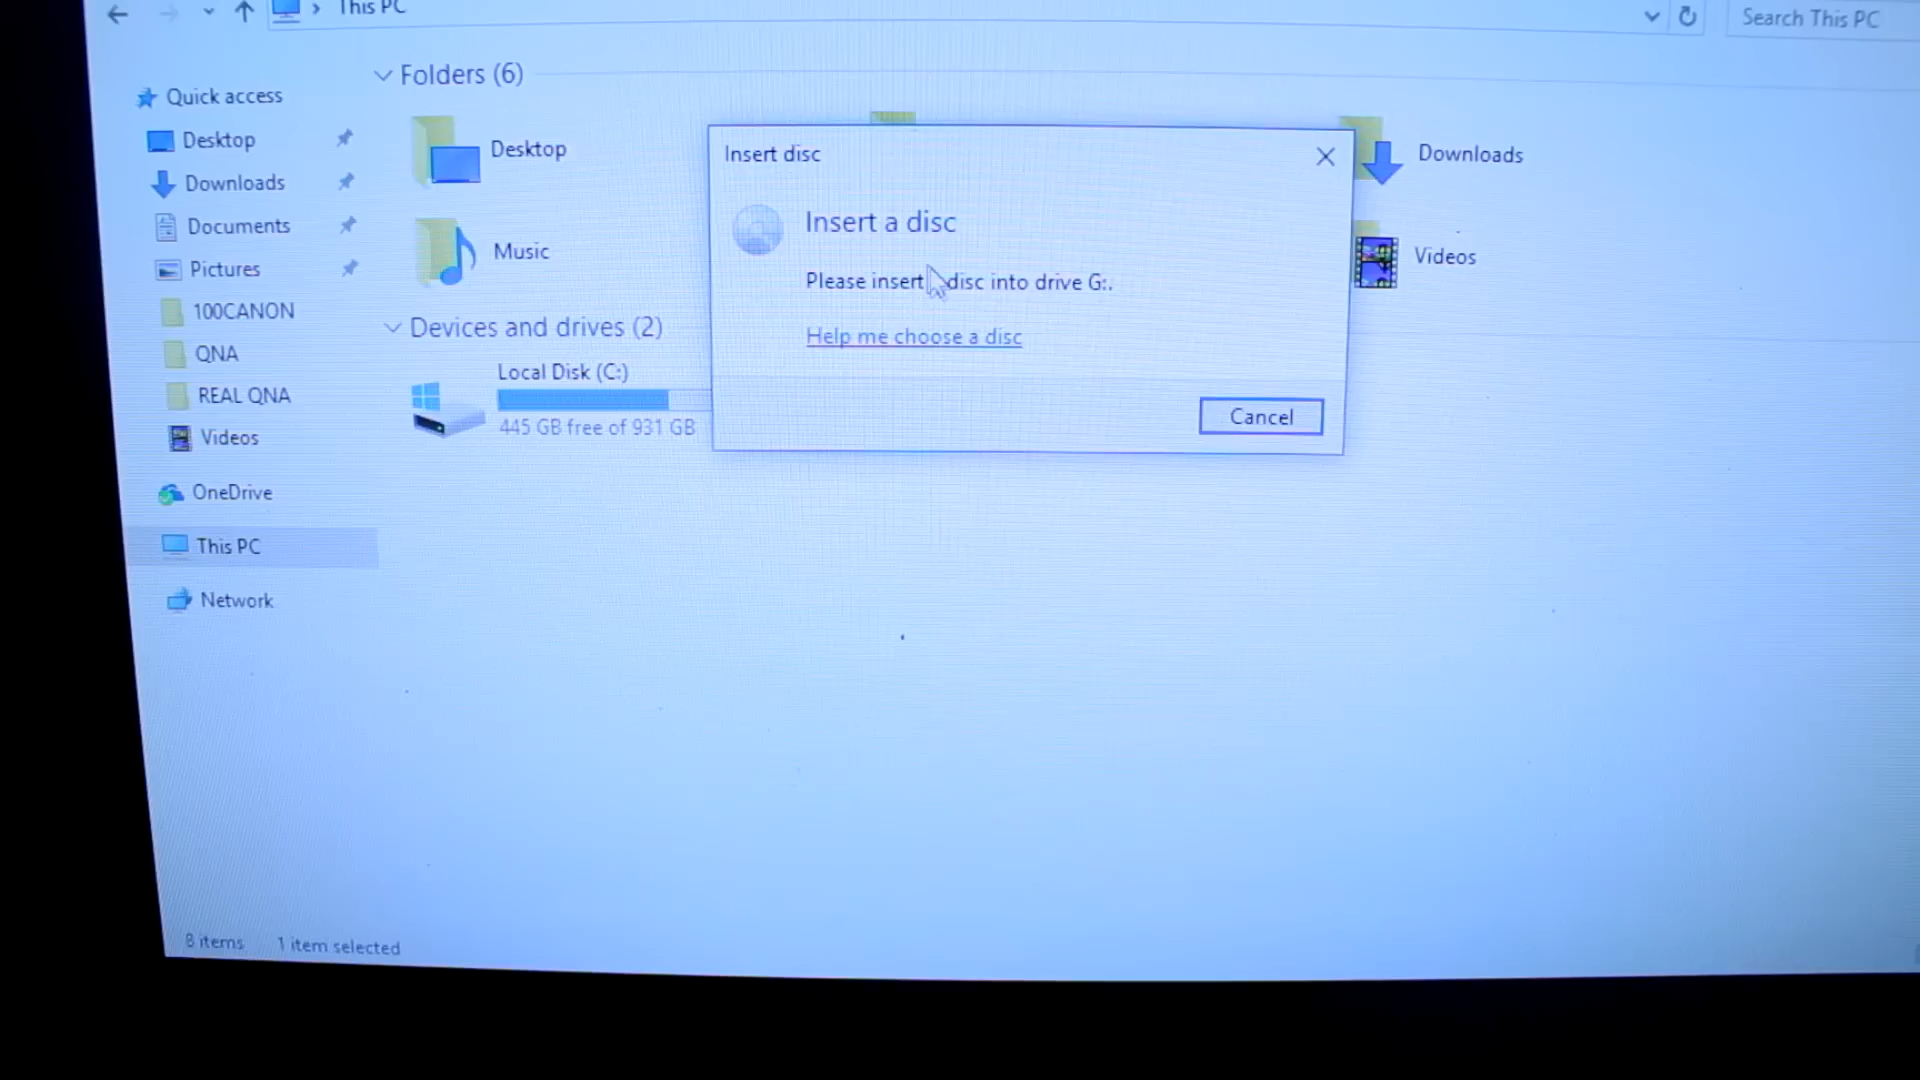 This PC
Search This PC
Quick access
Desktop
Downloads
Documents
Pictures
100CANON
QNA
REAL QNA
Videos
OneDrive
This PC
Network
Folders (6)
Desktop
Music
Downloads
Videos
Devices and drives (2)
Local Disk (C:)
445 GB free of 931 GB
Insert disc
Insert a disc
Please insert disc into drive G:.
Help me choose a disc
Cancel
8 items 1 item selected